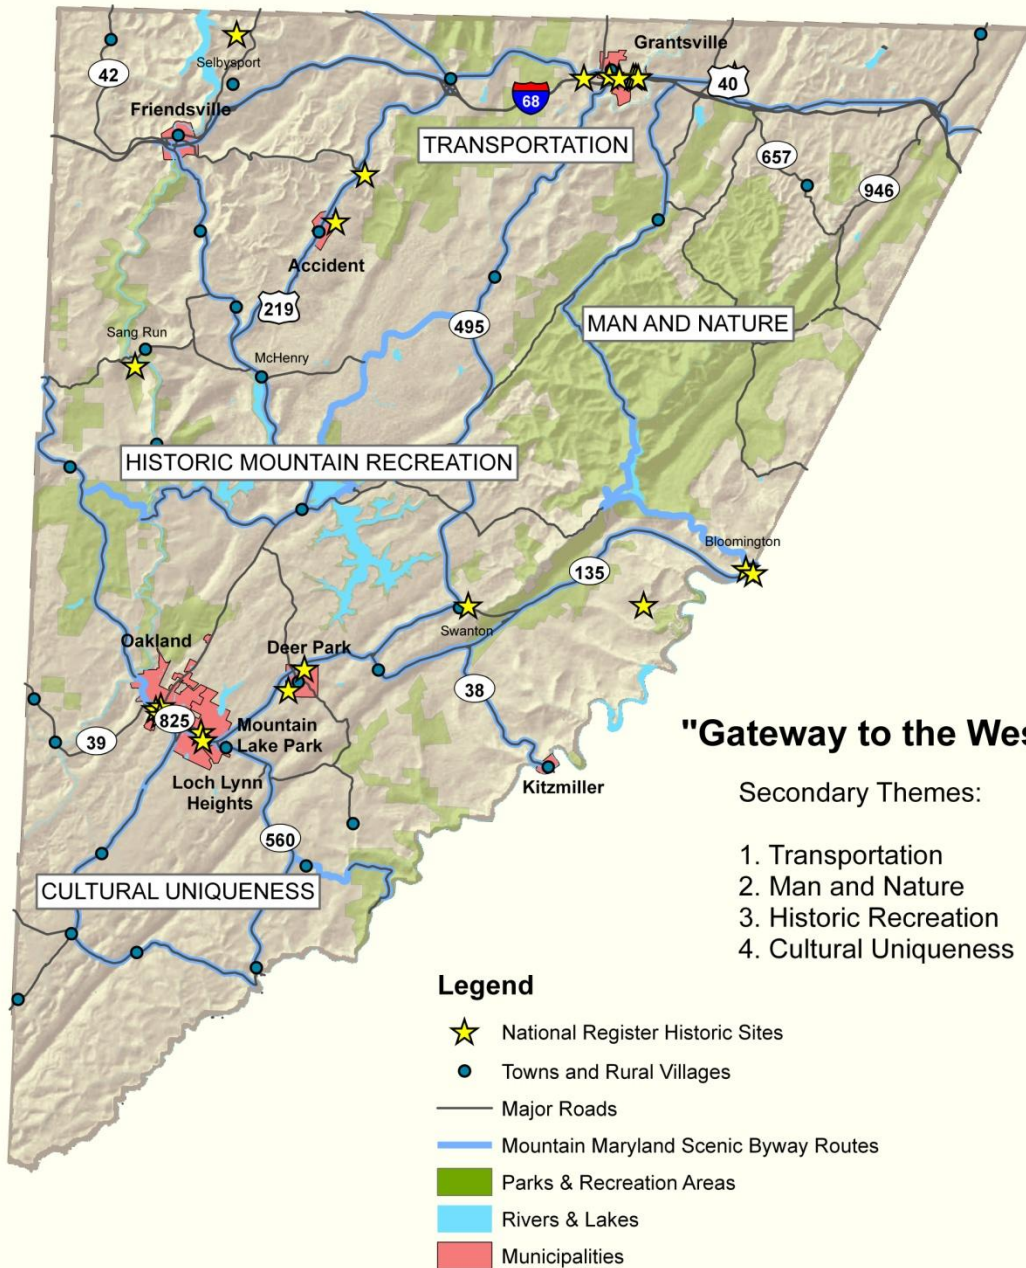 Grantsville
Selbysport
42
40
68
Friendsville
TRANSPORTATION
657
946
Accident
219
MAN AND NATURE
495
Sang Run
McHenry
HISTORIC MOUNTAIN RECREATION
Bloomington
135
Swanton
Oakland
Deer Park
38
825
39
Mountain
Lake Park
"Gateway to the Wes
Loch Lynn
Heights
Kitzmiller
Secondary Themes:
560
1. Transportation
2. Man and Nature
3. Historic Recreation
4. Cultural Uniqueness
CULTURAL UNIQUENESS
Legend
National Register Historic Sites
Towns and Rural Villages
Major Roads
Mountain Maryland Scenic Byway Routes
Parks & Recreation Areas
Rivers & Lakes
Municipalities